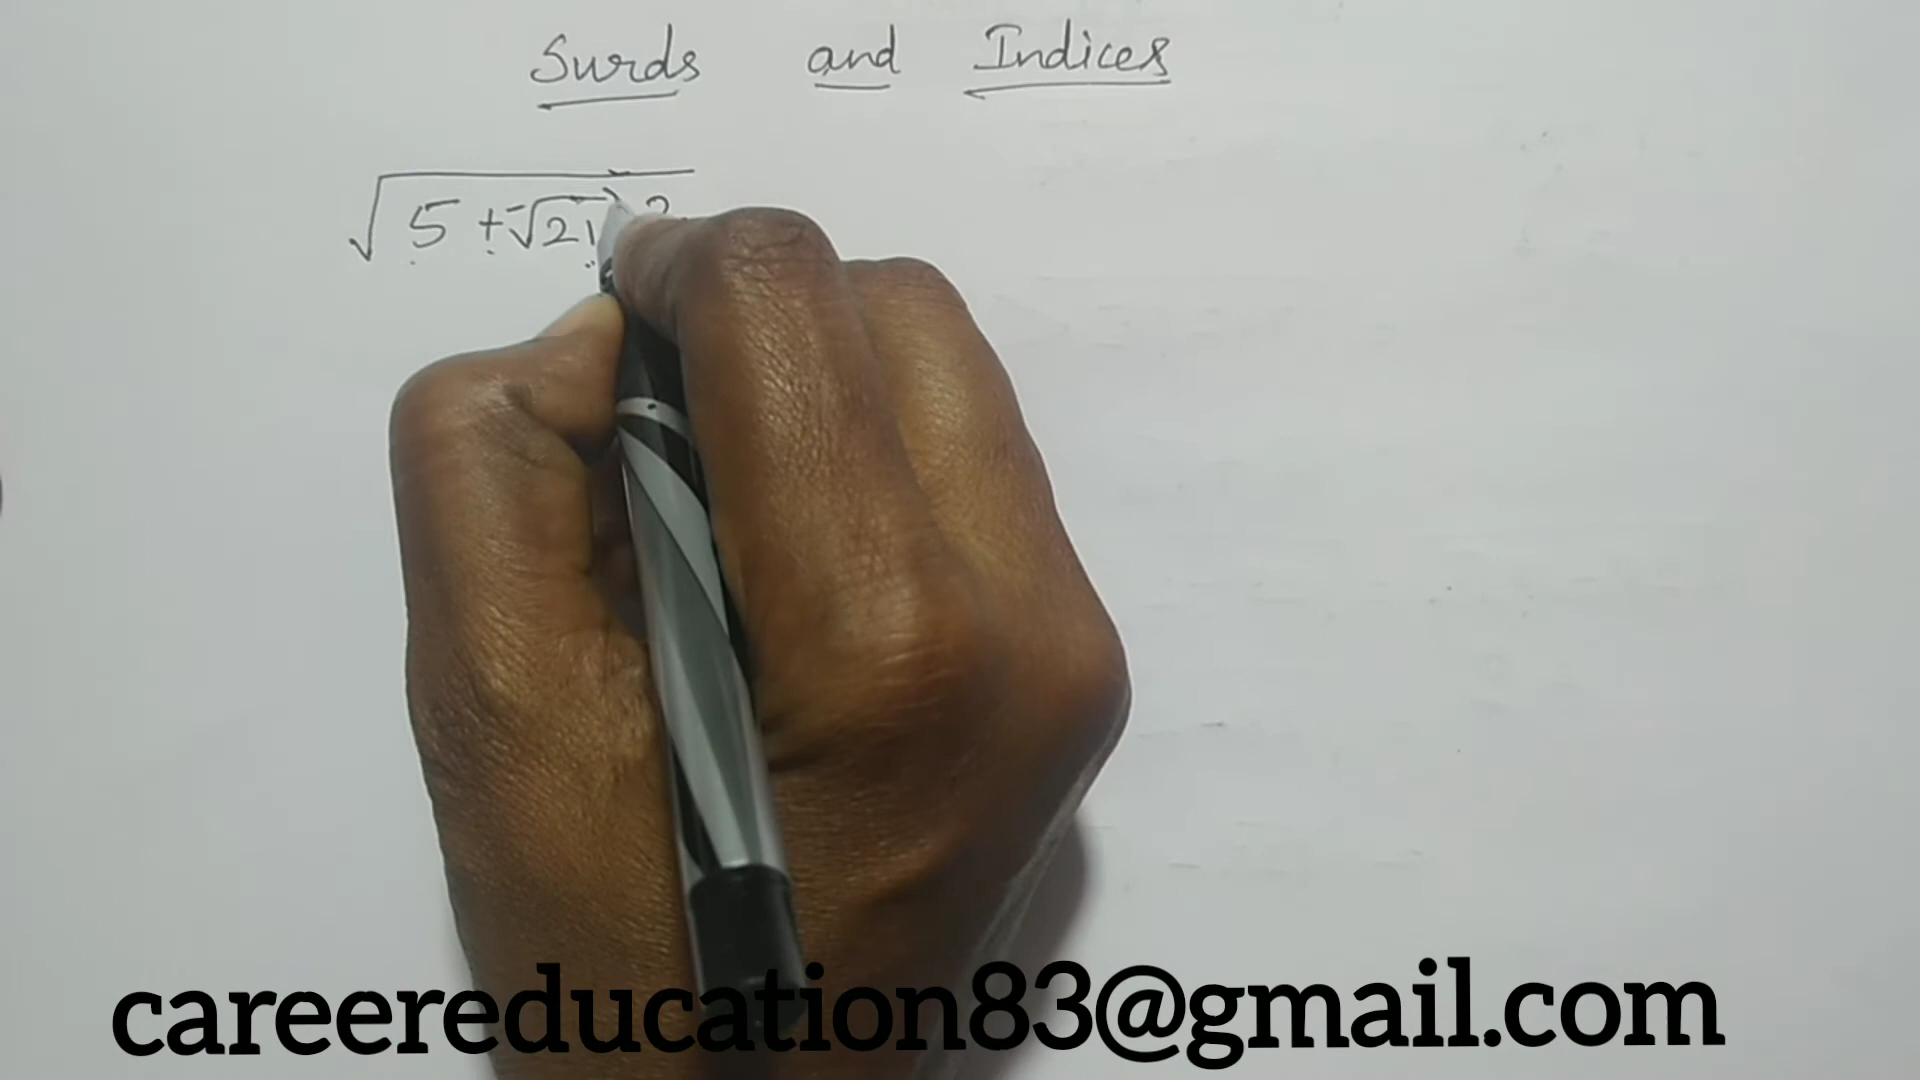 Surds and Indices
√5 + √21 ?
careereducation83@gmail.com